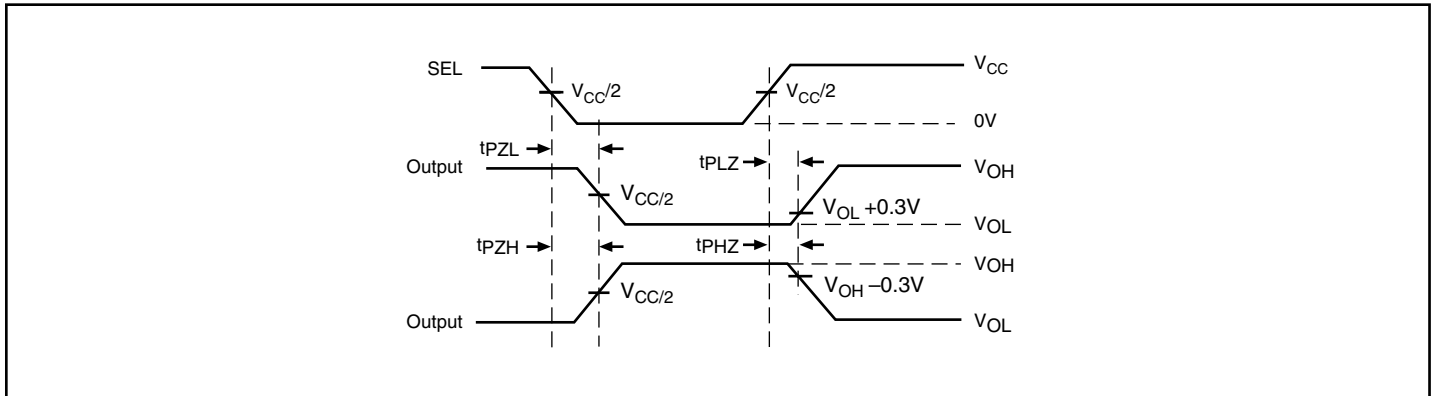 SEL
VCC/2
VCC/2
VCC
0V
tPZL
tPLZ
Output
VCC/2
VOL +0.3V
VOH
VOL
tPZH
tPHZ
VOH
Output
VCC/2
VOH –0.3V
VOL